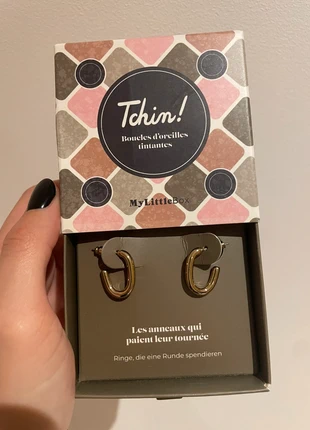 Tchin!
Boucles d'oreilles
tintantes
MyLittleBox
Les anneaux qui
paient leur tournée
Ringe, die eine Runde spendieren